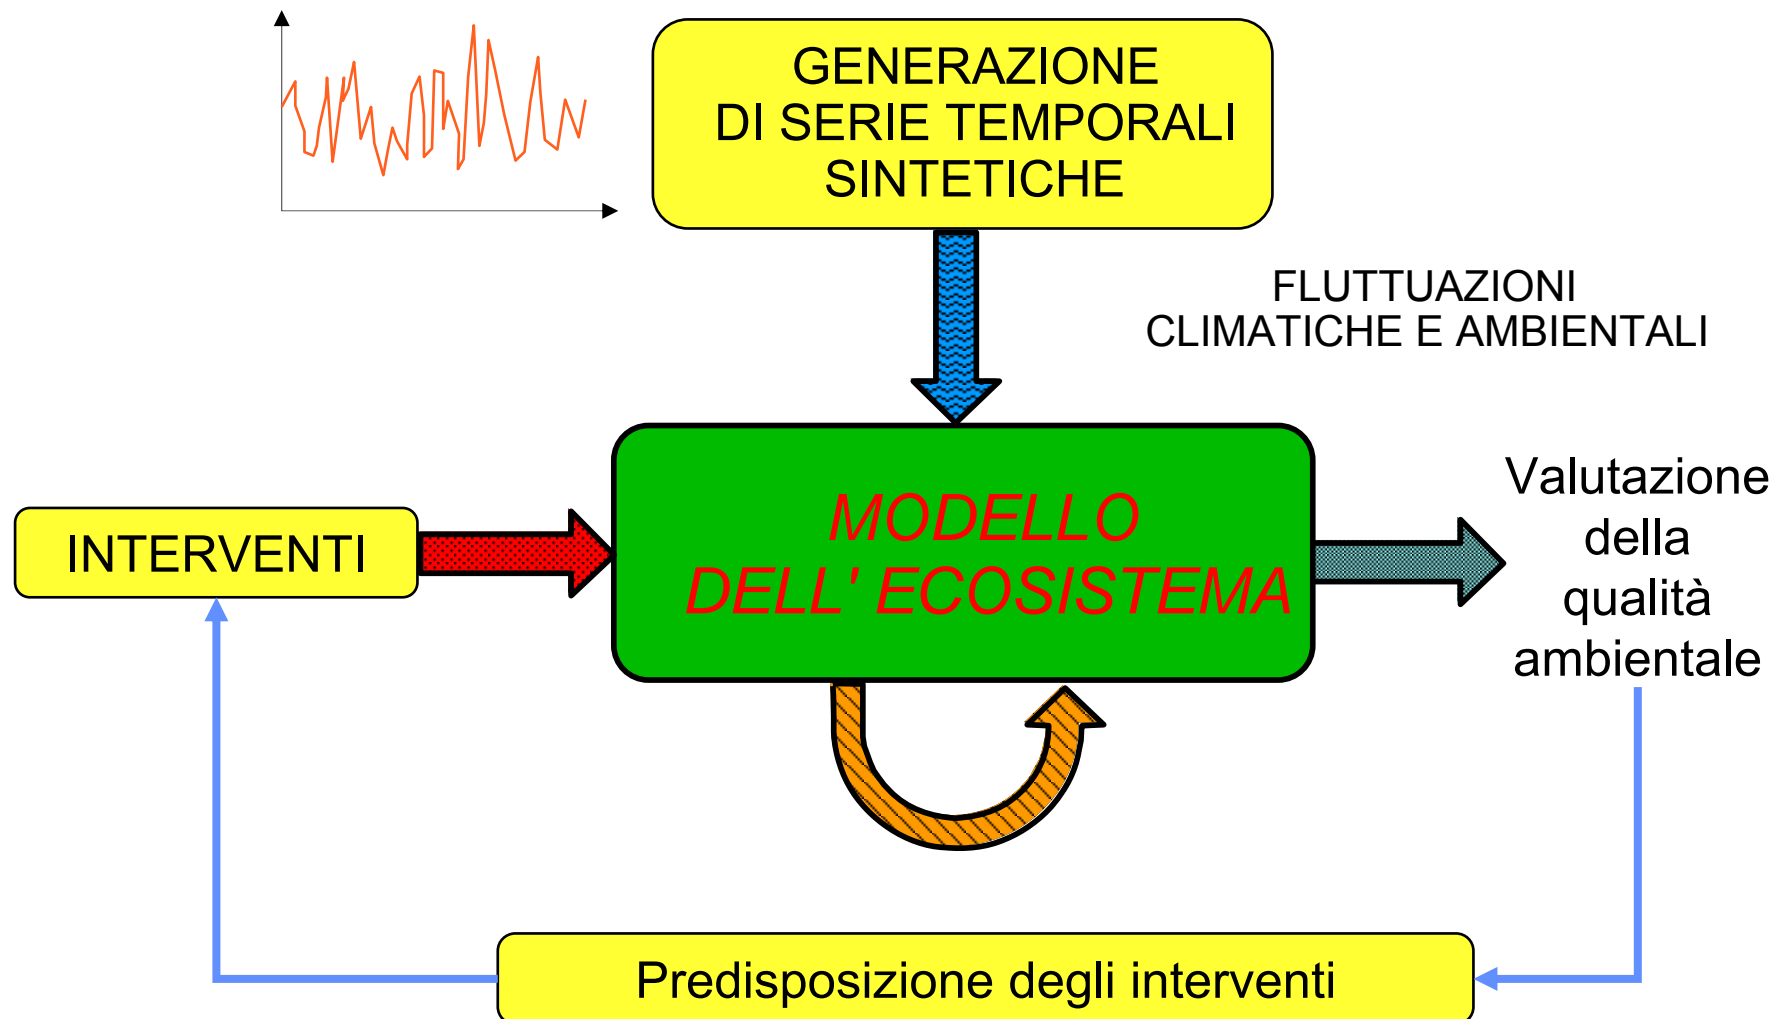 GENERAZIONE
DI SERIE TEMPORALI
SINTETICHE
FLUTTUAZIONI
CLIMATICHE E AMBIENTALI
INTERVENTI
MODELLO
DELL' ECOSISTEMA
Valutazione
della
qualità
ambientale
Predisposizione degli interventi